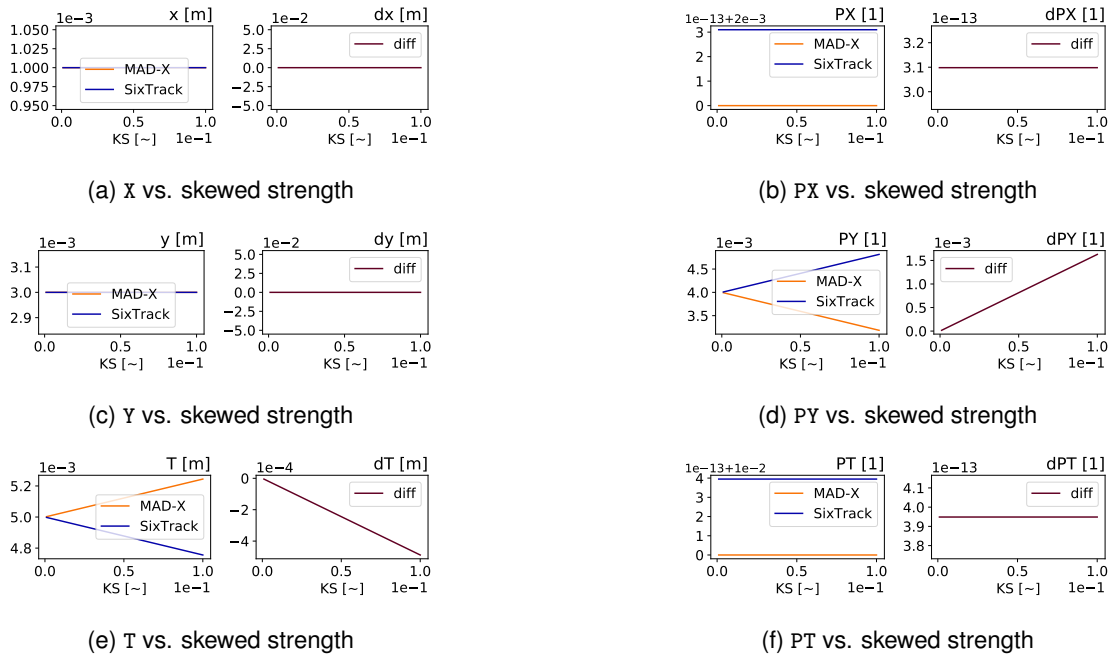 1e−3 x [m]
1.050
1.025
1.000
0.975
0.950
MAD-X
SixTrack
0.0 0.5 1.0
KS [~] 1e−1
1e−2 dx [m]
5.0
2.5
0.0
−2.5
−5.0
diff
0.0 0.5 1.0
KS [~] 1e−1
(a) X vs. skewed strength
1e−13+2e−3 PX [1]
3
2
1
0
MAD-X
SixTrack
0.0 0.5 1.0
KS [~] 1e−1
1e−13 dPX [1]
3.2
3.1
3.0
diff
0.0 0.5 1.0
KS [~] 1e−1
(b) PX vs. skewed strength
1e−3 y [m]
3.1
3.0
2.9
MAD-X
SixTrack
0.0 0.5 1.0
KS [~] 1e−1
1e−2 dy [m]
5.0
2.5
0.0
−2.5
−5.0
diff
0.0 0.5 1.0
KS [~] 1e−1
(c) Y vs. skewed strength
1e−3 PY [1]
4.5
4.0
3.5
MAD-X
SixTrack
0.0 0.5 1.0
KS [~] 1e−1
1e−3 dPY [1]
1.5
1.0
0.5
0.0
diff
0.0 0.5 1.0
KS [~] 1e−1
(d) PY vs. skewed strength
1e−3 T [m]
5.2
5.0
4.8
MAD-X
SixTrack
0.0 0.5 1.0
KS [~] 1e−1
1e−4 dT [m]
0
−2
−4
diff
0.0 0.5 1.0
KS [~] 1e−1
(e) T vs. skewed strength
1e−13+1e−2 PT [1]
4
3
2
1
0
MAD-X
SixTrack
0.0 0.5 1.0
KS [~] 1e−1
1e−13 dPT [1]
4.1
4.0
3.9
3.8
diff
0.0 0.5 1.0
KS [~] 1e−1
(f) PT vs. skewed strength